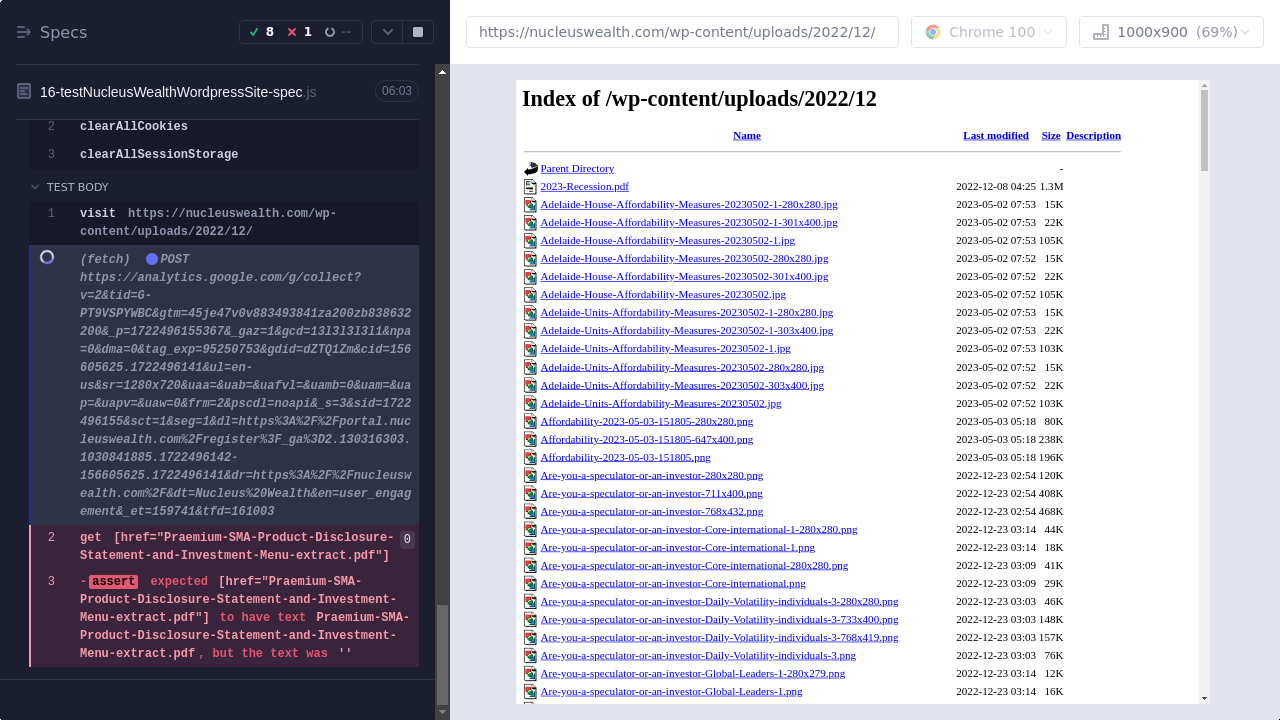 Specs
8 1 --
16-testNucleusWealthWordpressSite-spec.js 06:03
2 clearAllCookies
3 clearAllSessionStorage
TEST BODY
1 visit https://nucleuswealth.com/wp-
content/uploads/2022/12/
(fetch) POST
https://analytics.google.com/g/collect?
v=2&tid=G-
PT9VSPYWBC&gtm=45je47v0v883493841za200zb838632
200&_p=1722496155367&_gaz=1&gcd=13l3l3l3l1&npa
=0&dma=0&tag_exp=95250753&gdid=dZTQ1Zm&cid=156
605625.1722496141&ul=en-
us&sr=1280x720&uaa=&uab=&uafvl=&uamb=0&uam=&ua
p=&uapv=&uaw=0&frm=2&pscdl=noapi&_s=3&sid=1722
496155&sct=1&seg=1&dl=https%3A%2F%2Fportal.nuc
leuswealth.com%2Fregister%3F_ga%3D2.130316303.
1030841885.1722496142-
156605625.1722496141&dr=https%3A%2F%2Fnucleusw
ealth.com%2F&dt=Nucleus%20Wealth&en=user_engag
ement&_et=159741&tfd=161003
2 get [href="Praemium-SMA-Product-Disclosure- 0
Statement-and-Investment-Menu-extract.pdf"]
3 -assert expected [href="Praemium-SMA-
Product-Disclosure-Statement-and-Investment-
Menu-extract.pdf"] to have text Praemium-SMA-
Product-Disclosure-Statement-and-Investment-
Menu-extract.pdf, but the text was ''
https://nucleuswealth.com/wp-content/uploads/2022/12/
Chrome 100
1000x900 (69%)
Index of /wp-content/uploads/2022/12
Name Last modified Size Description
Parent Directory -
2023-Recession.pdf 2022-12-08 04:25 1.3M
Adelaide-House-Affordability-Measures-20230502-1-280x280.jpg 2023-05-02 07:53 15K
Adelaide-House-Affordability-Measures-20230502-1-301x400.jpg 2023-05-02 07:53 22K
Adelaide-House-Affordability-Measures-20230502-1.jpg 2023-05-02 07:53 105K
Adelaide-House-Affordability-Measures-20230502-280x280.jpg 2023-05-02 07:52 15K
Adelaide-House-Affordability-Measures-20230502-301x400.jpg 2023-05-02 07:52 22K
Adelaide-House-Affordability-Measures-20230502.jpg 2023-05-02 07:52 105K
Adelaide-Units-Affordability-Measures-20230502-1-280x280.jpg 2023-05-02 07:53 15K
Adelaide-Units-Affordability-Measures-20230502-1-303x400.jpg 2023-05-02 07:53 22K
Adelaide-Units-Affordability-Measures-20230502-1.jpg 2023-05-02 07:53 103K
Adelaide-Units-Affordability-Measures-20230502-280x280.jpg 2023-05-02 07:52 15K
Adelaide-Units-Affordability-Measures-20230502-303x400.jpg 2023-05-02 07:52 22K
Adelaide-Units-Affordability-Measures-20230502.jpg 2023-05-02 07:52 103K
Affordability-2023-05-03-151805-280x280.png 2023-05-03 05:18 80K
Affordability-2023-05-03-151805-647x400.png 2023-05-03 05:18 238K
Affordability-2023-05-03-151805.png 2023-05-03 05:18 196K
Are-you-a-speculator-or-an-investor-280x280.png 2022-12-23 02:54 120K
Are-you-a-speculator-or-an-investor-711x400.png 2022-12-23 02:54 408K
Are-you-a-speculator-or-an-investor-768x432.png 2022-12-23 02:54 468K
Are-you-a-speculator-or-an-investor-Core-international-1-280x280.png 2022-12-23 03:14 44K
Are-you-a-speculator-or-an-investor-Core-international-1.png 2022-12-23 03:14 18K
Are-you-a-speculator-or-an-investor-Core-international-280x280.png 2022-12-23 03:09 41K
Are-you-a-speculator-or-an-investor-Core-international.png 2022-12-23 03:09 29K
Are-you-a-speculator-or-an-investor-Daily-Volatility-individuals-3-280x280.png 2022-12-23 03:03 46K
Are-you-a-speculator-or-an-investor-Daily-Volatility-individuals-3-733x400.png 2022-12-23 03:03 148K
Are-you-a-speculator-or-an-investor-Daily-Volatility-individuals-3-768x419.png 2022-12-23 03:03 157K
Are-you-a-speculator-or-an-investor-Daily-Volatility-individuals-3.png 2022-12-23 03:03 76K
Are-you-a-speculator-or-an-investor-Global-Leaders-1-280x279.png 2022-12-23 03:14 12K
Are-you-a-speculator-or-an-investor-Global-Leaders-1.png 2022-12-23 03:14 16K